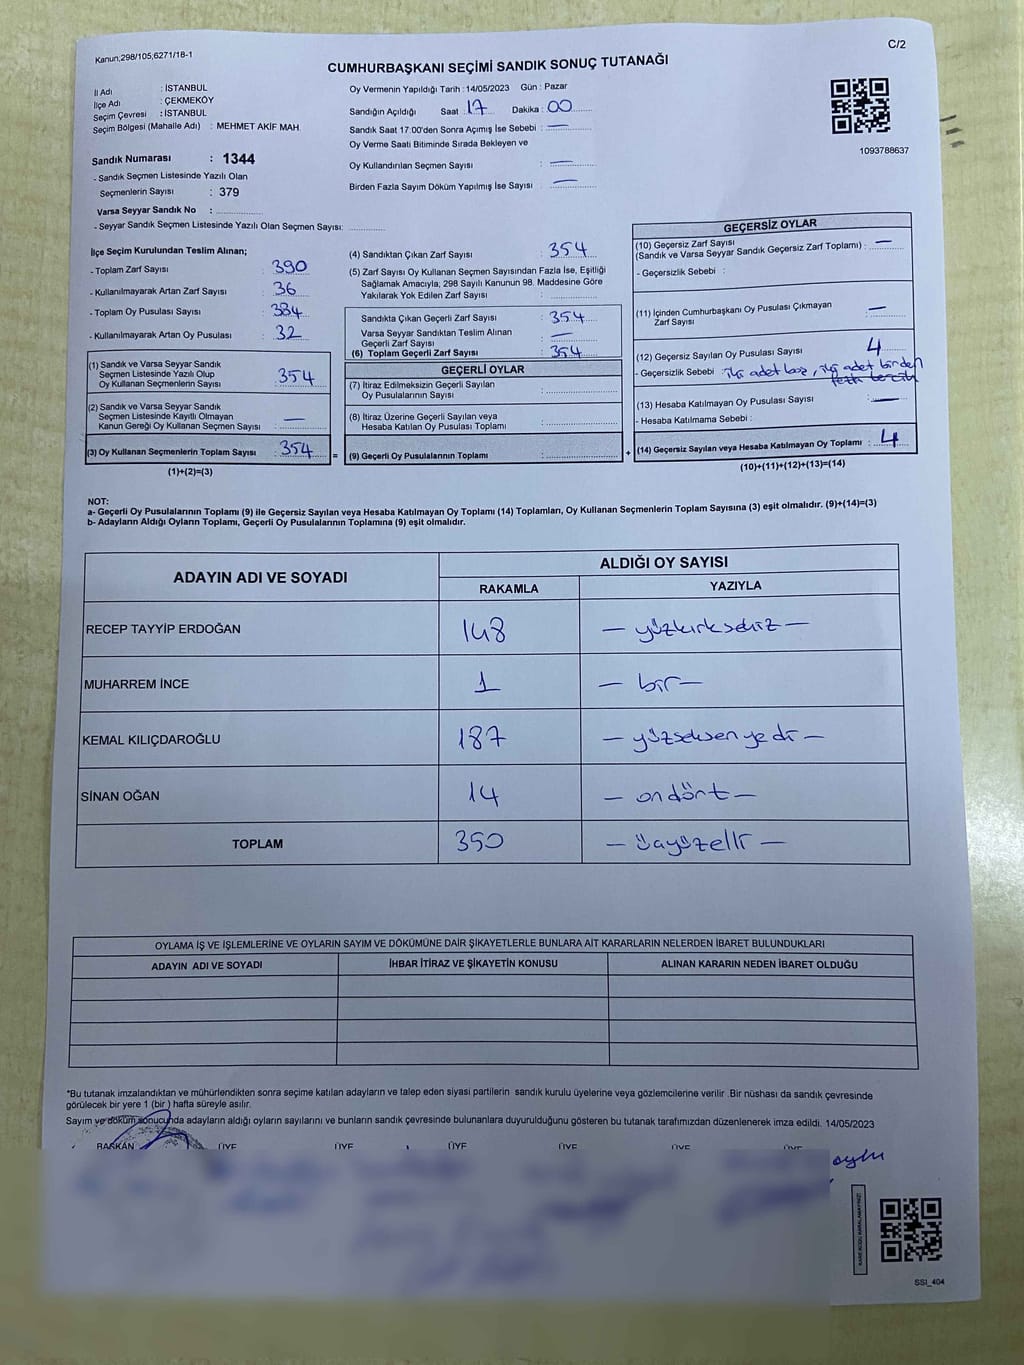 Kanun;298/105;6271/18-1
C/2
CUMHURBAŞKANI SEÇİMİ SANDIK SONUÇ TUTANAĞI
İl Adı : İSTANBUL
İlçe Adı : ÇEKMEKÖY
Seçim Çevresi : İSTANBUL
Seçim Bölgesi (Mahalle Adı) : MEHMET AKİF MAH.
Sandık Numarası : 1344
- Sandık Seçmen Listesinde Yazılı Olan
Seçmenlerin Sayısı : 379
Varsa Seyyar Sandık No :
- Seyyar Sandık Seçmen Listesinde Yazılı Olan Seçmen Sayısı:
Oy Vermenin Yapıldığı Tarih : 14/05/2023 Gün : Pazar
Sandığın Açıldığı Saat : 17 Dakika : 00
Sandık Saat 17.00'den Sonra Açımış İse Sebebi : —
Oy Verme Saati Bitiminde Sırada Bekleyen ve
Oy Kullandırılan Seçmen Sayısı : —
Birden Fazla Sayım Döküm Yapılmış İse Sayısı : —
1093788637
İlçe Seçim Kurulundan Teslim Alınan;
- Toplam Zarf Sayısı : 390
- Kullanılmayarak Artan Zarf Sayısı : 36
- Toplam Oy Pusulası Sayısı : 384
- Kullanılmayarak Artan Oy Pusulası : 32
(1) Sandık ve Varsa Seyyar Sandık
Seçmen Listesinde Yazılı Olup
Oy Kullanan Seçmenlerin Sayısı : 354
(2) Sandık ve Varsa Seyyar Sandık
Seçmen Listesinde Kayıtlı Olmayan
Kanun Gereği Oy Kullanan Seçmen Sayısı : —
(3) Oy Kullanan Seçmenlerin Toplam Sayısı : 354
(1)+(2)=(3)
(4) Sandıktan Çıkan Zarf Sayısı : 354
(5) Zarf Sayısı Oy Kullanan Seçmen Sayısından Fazla İse, Eşitliği
Sağlamak Amacıyla, 298 Sayılı Kanunun 98. Maddesine Göre
Yakılarak Yok Edilen Zarf Sayısı :
Sandıkta Çıkan Geçerli Zarf Sayısı : 354
Varsa Seyyar Sandıktan Teslim Alınan
Geçerli Zarf Sayısı : —
(6) Toplam Geçerli Zarf Sayısı : 354
GEÇERLİ OYLAR
(7) İtiraz Edilmeksizin Geçerli Sayılan
Oy Pusulalarının Sayısı :
(8) İtiraz Üzerine Geçerli Sayılan veya
Hesaba Katılan Oy Pusulası Toplamı :
= (9) Geçerli Oy Pusulalarının Toplamı :
GEÇERSİZ OYLAR
(10) Geçersiz Zarf Sayısı
(Sandık ve Varsa Seyyar Sandık Geçersiz Zarf Toplamı) : —
- Geçersizlik Sebebi :
(11) İçinden Cumhurbaşkanı Oy Pusulası Çıkmayan
Zarf Sayısı : —
(12) Geçersiz Sayılan Oy Pusulası Sayısı : 4
- Geçersizlik Sebebi : iki adet boş, iki adet birden
fazla tercih
(13) Hesaba Katılmayan Oy Pusulası Sayısı : —
- Hesaba Katılmama Sebebi :
+ (14) Geçersiz Sayılan veya Hesaba Katılmayan Oy Toplamı : 4
(10)+(11)+(12)+(13)=(14)
NOT:
a- Geçerli Oy Pusulalarının Toplamı (9) ile Geçersiz Sayılan veya Hesaba Katılmayan Oy Toplamı (14) Toplamları, Oy Kullanan Seçmenlerin Toplam Sayısına (3) eşit olmalıdır. (9)+(14)=(3)
b- Adayların Aldığı Oyların Toplamı, Geçerli Oy Pusulalarının Toplamına (9) eşit olmalıdır.
ADAYIN ADI VE SOYADI
ALDIĞI OY SAYISI
RAKAMLA YAZIYLA
RECEP TAYYİP ERDOĞAN 148 — yüzkırksekiz —
MUHARREM İNCE 1 — bir —
KEMAL KILIÇDAROĞLU 187 — yüzseksenyedi —
SİNAN OĞAN 14 — ondört —
TOPLAM 350 — üçyüzelli —
OYLAMA İŞ VE İŞLEMLERİNE VE OYLARIN SAYIM VE DÖKÜMÜNE DAİR ŞİKAYETLERLE BUNLARA AİT KARARLARIN NELERDEN İBARET BULUNDUKLARI
ADAYIN ADI VE SOYADI İHBAR İTİRAZ VE ŞİKAYETİN KONUSU ALINAN KARARIN NEDEN İBARET OLDUĞU
*Bu tutanak imzalandıktan ve mühürlendikten sonra seçime katılan adayların ve talep eden siyasi partilerin sandık kurulu üyelerine veya gözlemcilerine verilir .Bir nüshası da sandık çevresinde
görülecek bir yere 1 (bir ) hafta süreyle asılır.
Sayım ve döküm sonucunda adayların aldığı oyların sayılarını ve bunların sandık çevresinde bulunanlara duyurulduğunu gösteren bu tutanak tarafımızdan düzenlenerek imza edildi. 14/05/2023
BAŞKAN ÜYE ÜYE ÜYE ÜYE ÜYE ÜYE
KAREKODU KARALAMAYINIZ!
SSI_404